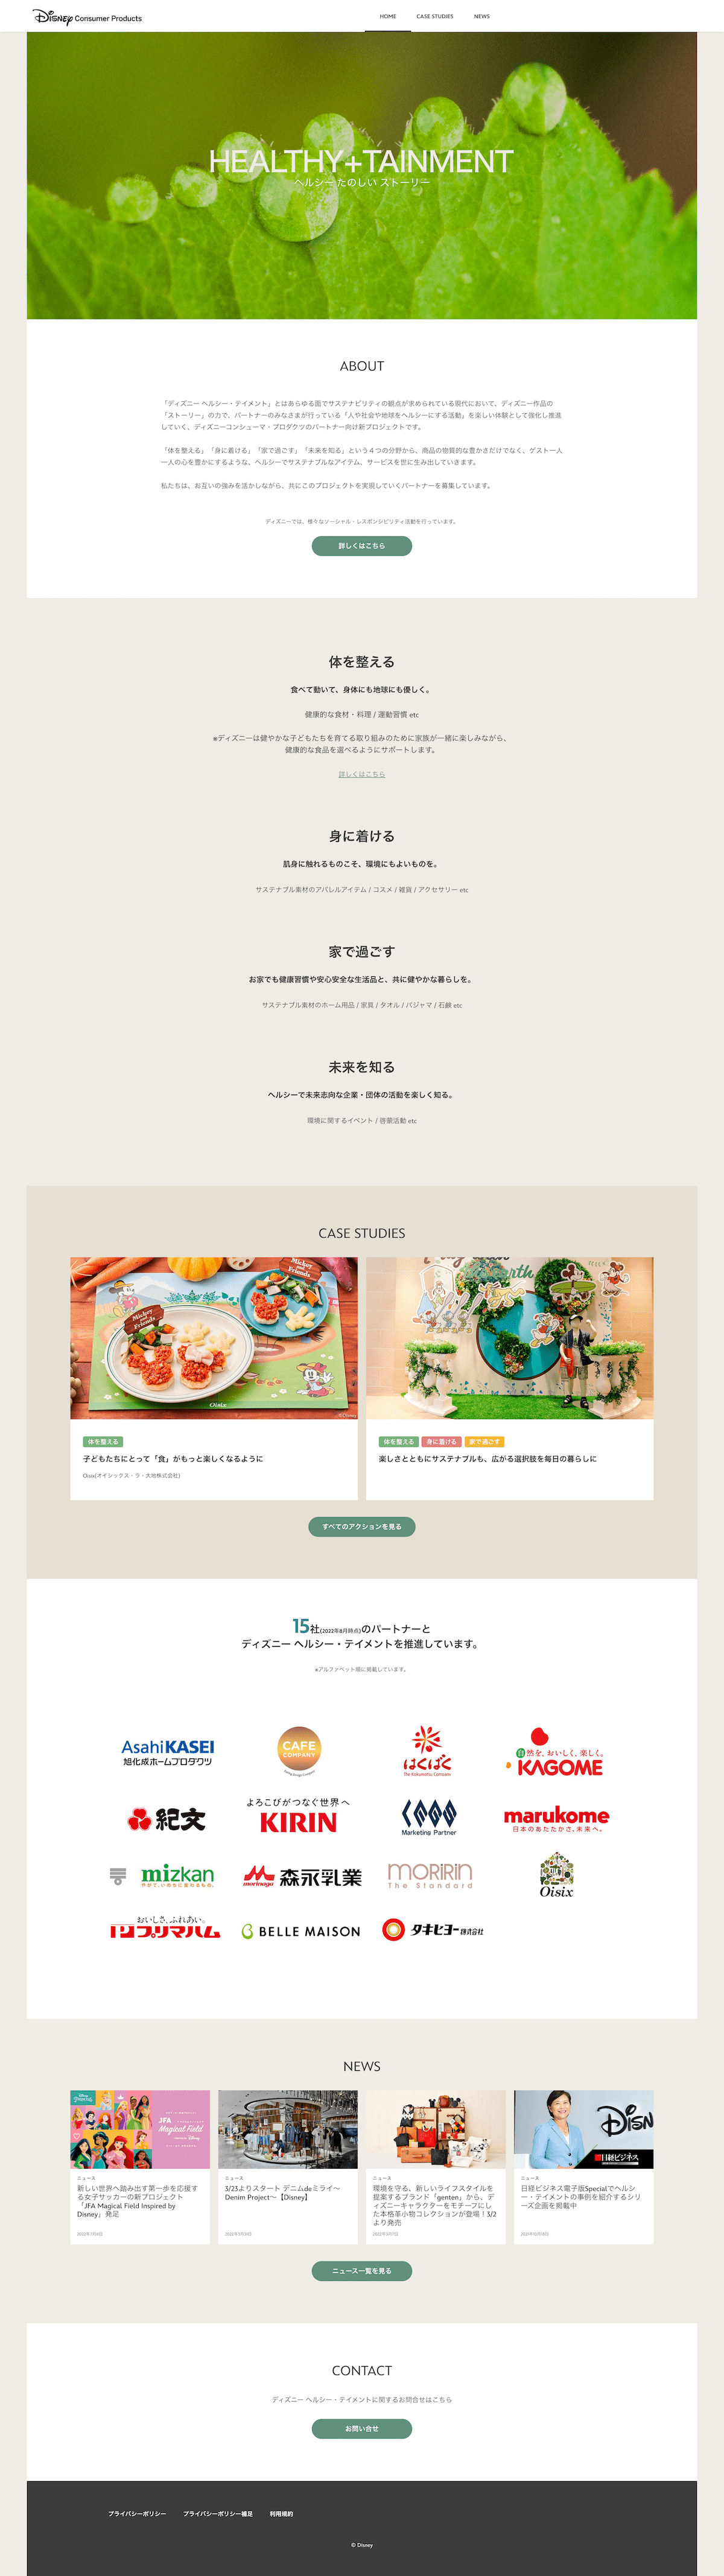 Disney Consumer Products
HOME
CASE STUDIES
NEWS
HEALTHY+TAINMENT
ヘルシー たのしい ストーリー
ABOUT
「ディズニー ヘルシー・テイメント」とはあらゆる面でサステナビリティの観点が求められている現代において、ディズニー作品の
「ストーリー」の力で、パートナーのみなさまが行っている「人や社会や地球をヘルシーにする活動」を楽しい体験として強化し推進
していく、ディズニーコンシューマ・プロダクツのパートナー向け新プロジェクトです。
「体を整える」「身に着ける」「家で過ごす」「未来を知る」という４つの分野から、商品の物質的な豊かさだけでなく、ゲスト一人
一人の心を豊かにするような、ヘルシーでサステナブルなアイテム、サービスを世に生み出していきます。
私たちは、お互いの強みを活かしながら、共にこのプロジェクトを実現していくパートナーを募集しています。
ディズニーでは、様々なソーシャル・レスポンシビリティ活動を行っています。
詳しくはこちら
体を整える
食べて動いて、身体にも地球にも優しく。
健康的な食材・料理 / 運動習慣 etc
※ディズニーは健やかな子どもたちを育てる取り組みのために家族が一緒に楽しみながら、
健康的な食品を選べるようにサポートします。
詳しくはこちら
身に着ける
肌身に触れるものこそ、環境にもよいものを。
サステナブル素材のアパレルアイテム / コスメ / 雑貨 / アクセサリー etc
家で過ごす
お家でも健康習慣や安心安全な生活品と、共に健やかな暮らしを。
サステナブル素材のホーム用品 / 家具 / タオル / パジャマ / 石鹸 etc
未来を知る
ヘルシーで未来志向な企業・団体の活動を楽しく知る。
環境に関するイベント / 啓蒙活動 etc
CASE STUDIES
Mickey and Friends
Mickey and Friends
Oisix
©Disney
体を整える
子どもたちにとって「食」がもっと楽しくなるように
Oisix(オイシックス・ラ・大地株式会社)
体を整える 身に着ける 家で過ごす
楽しさとともにサステナブルも、広がる選択肢を毎日の暮らしに
すべてのアクションを見る
15社(2022年8月時点)のパートナーと
ディズニー ヘルシー・テイメントを推進しています。
※アルファベット順に掲載しています。
AsahiKASEI
旭化成ホームプロダクツ
CAFE
COMPANY
はくばく
The Kokumotsu Company
自然を、おいしく、楽しく。
KAGOME
紀文
よろこびがつなぐ世界へ
KIRIN
Marketing Partner
marukome
日本のあたたかさ、未来へ。
mizkan
やがて、いのちに変わるもの。
morinaga
森永乳業
MORIRIN
The Standard
Oisix
おいしさ、ふれあい。
プリマハム
BELLE MAISON
タキヒヨー株式会社
NEWS
JFA
Magical Field
ニュース
新しい世界へ踏み出す第一歩を応援す
る女子サッカーの新プロジェクト
「JFA Magical Field Inspired by
Disney」発足
ニュース
3/23よりスタート デニムdeミライ～
Denim Project～【Disney】
ニュース
環境を守る、新しいライフスタイルを
提案するブランド「genten」から、デ
ィズニーキャラクターをモチーフにし
た本格革小物コレクションが登場！3/2
より発売
日経ビジネス
ニュース
日経ビジネス電子版Specialでヘルシ
ー・テイメントの事例を紹介するシリ
ーズ企画を掲載中
ニュース一覧を見る
CONTACT
ディズニー ヘルシー・テイメントに関するお問合せはこちら
お問い合せ
プライバシーポリシー
プライバシーポリシー補足
利用規約
© Disney